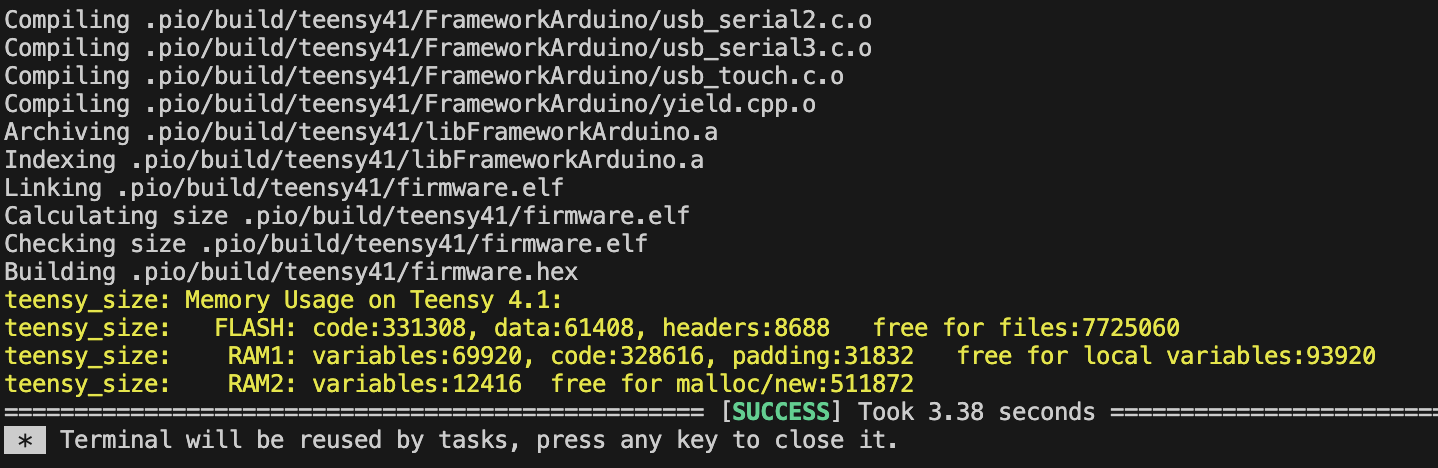 Compiling .pio/build/teensy41/FrameworkArduino/usb_serial2.c.o
Compiling .pio/build/teensy41/FrameworkArduino/usb_serial3.c.o
Compiling .pio/build/teensy41/FrameworkArduino/usb_touch.c.o
Compiling .pio/build/teensy41/FrameworkArduino/yield.cpp.o
Archiving .pio/build/teensy41/libFrameworkArduino.a
Indexing .pio/build/teensy41/libFrameworkArduino.a
Linking .pio/build/teensy41/firmware.elf
Calculating size .pio/build/teensy41/firmware.elf
Checking size .pio/build/teensy41/firmware.elf
Building .pio/build/teensy41/firmware.hex
teensy_size: Memory Usage on Teensy 4.1:
teensy_size:   FLASH: code:331308, data:61408, headers:8688   free for files:7725060
teensy_size:    RAM1: variables:69920, code:328616, padding:31832   free for local variables:93920
teensy_size:    RAM2: variables:12416  free for malloc/new:511872
================================================== [SUCCESS] Took 3.38 seconds ========================
* Terminal will be reused by tasks, press any key to close it.